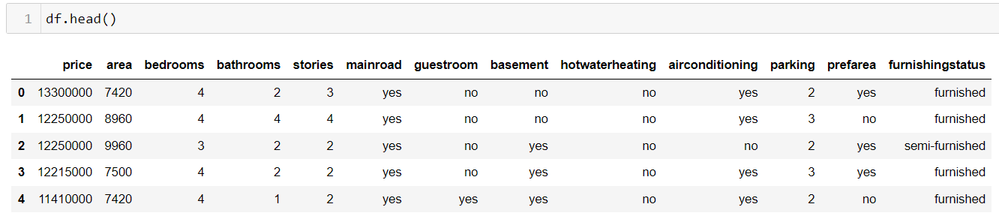 1 df.head()
price area bedrooms bathrooms stories mainroad guestroom basement hotwaterheating airconditioning parking prefarea furnishingstatus
0 13300000 7420 4 2 3 yes no no no yes 2 yes furnished
1 12250000 8960 4 4 4 yes no no no yes 3 no furnished
2 12250000 9960 3 2 2 yes no yes no no 2 yes semi-furnished
3 12215000 7500 4 2 2 yes no yes no yes 3 yes furnished
4 11410000 7420 4 1 2 yes yes yes no yes 2 no furnished